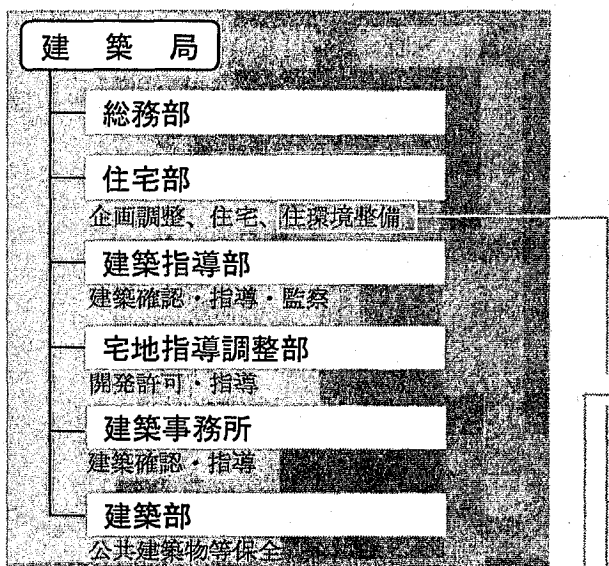 建築局
総務部
住宅部
企画調整、住宅、住環境整備
建築指導部
建築確認・指導・監察
宅地指導調整部
開発許可・指導
建築事務所
建築確認・指導
建築部
公共建築物等保全